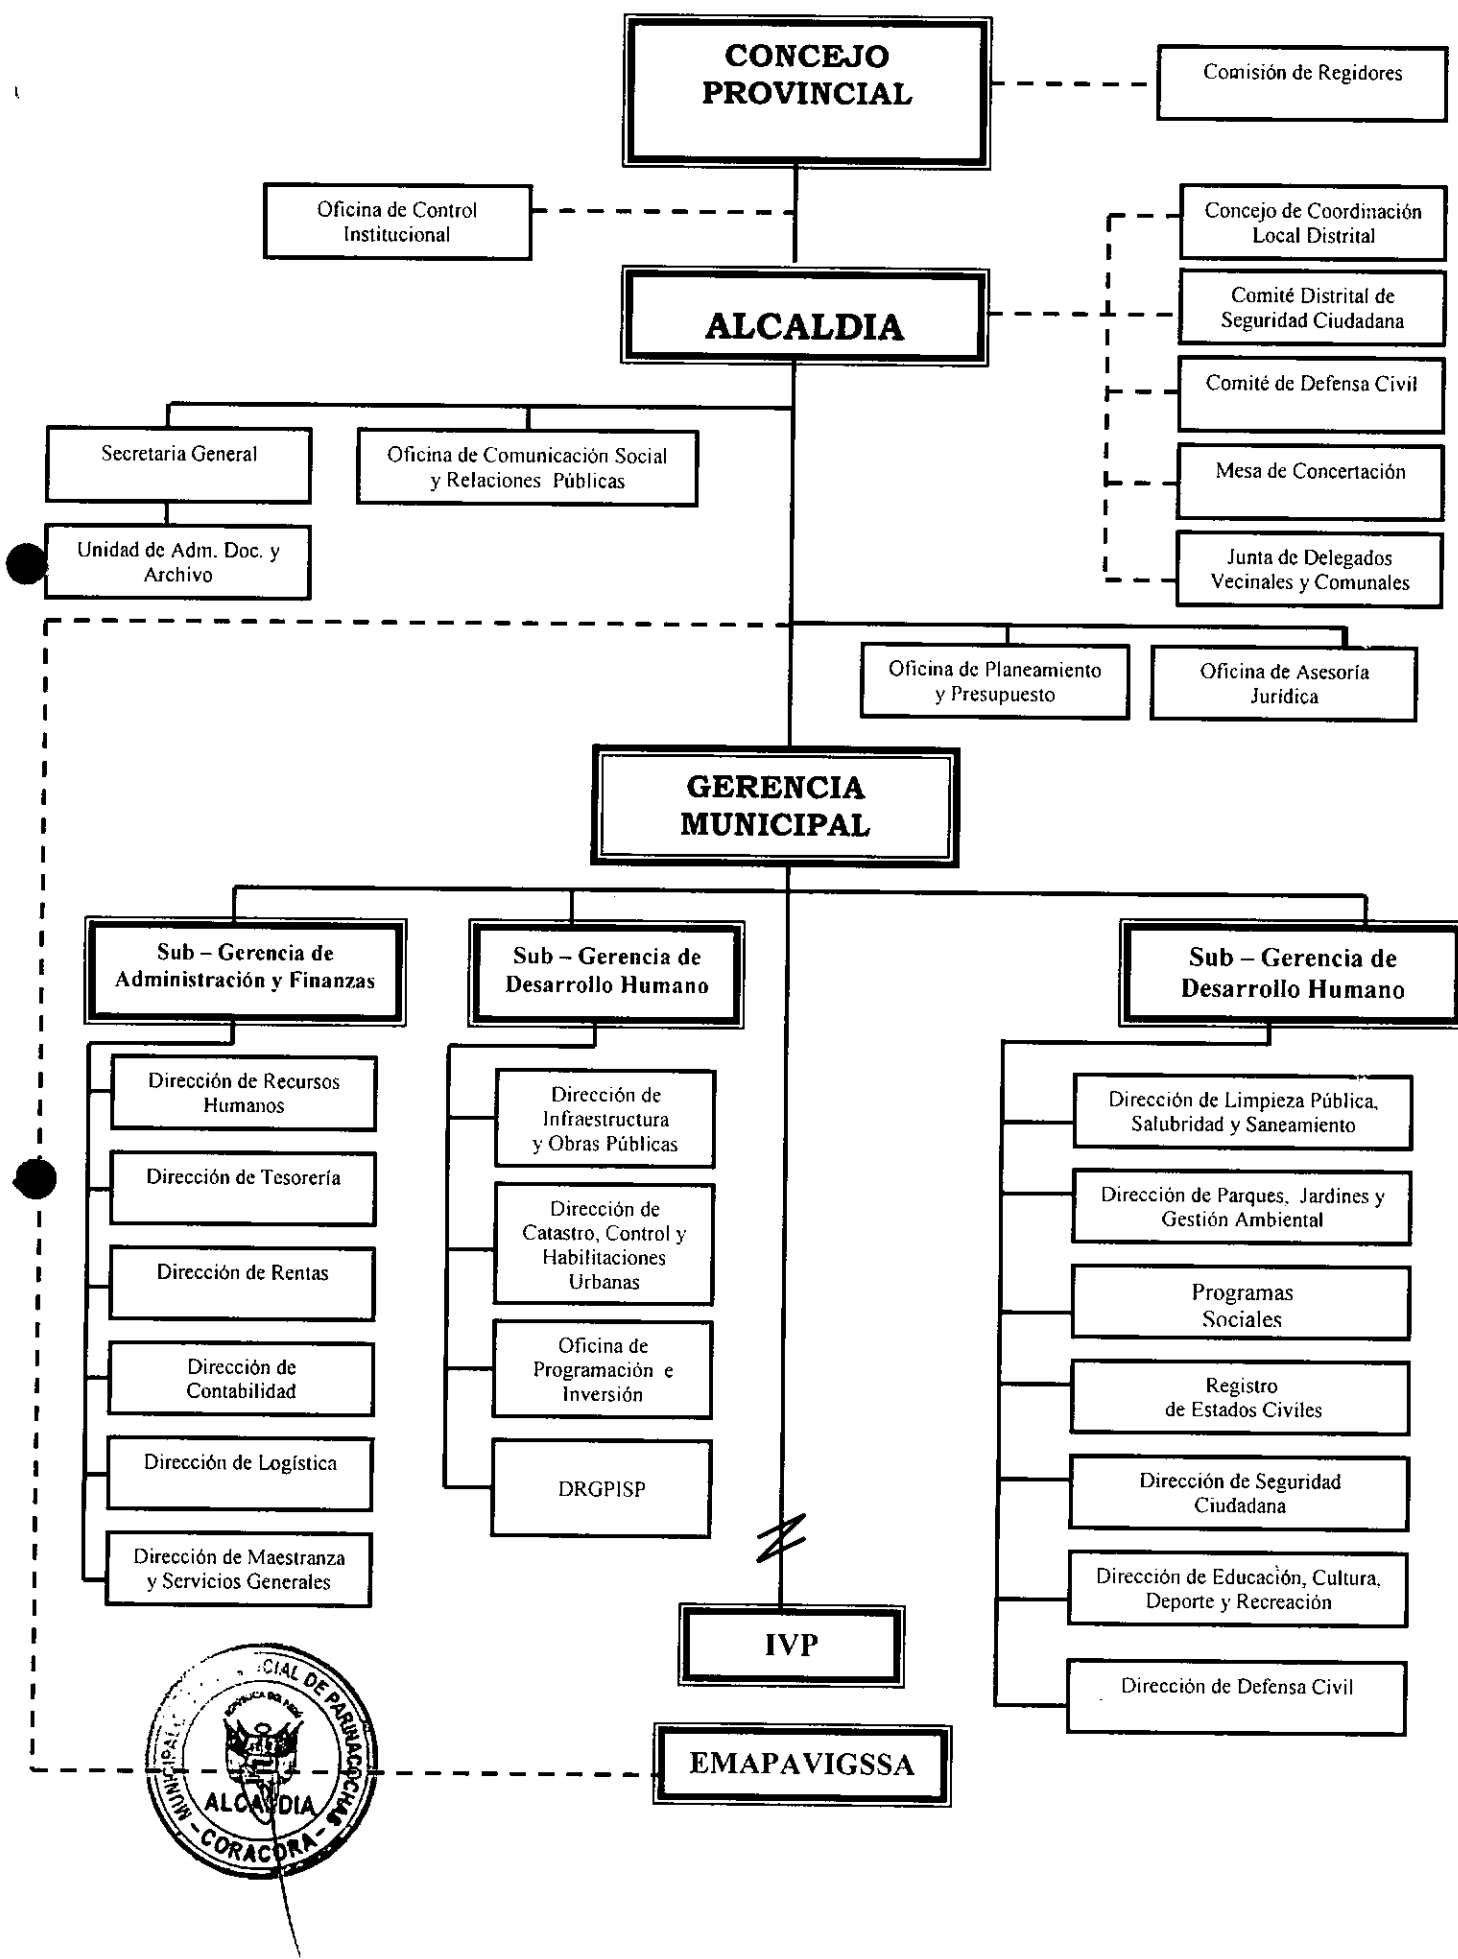 CONCEJO
PROVINCIAL
Comisión de Regidores
Oficina de Control
Institucional
Concejo de Coordinación
Local Distrital
ALCALDIA
Comité Distrital de
Seguridad Ciudadana
Comité de Defensa Civil
Secretaria General
Oficina de Comunicación Social
y Relaciones Públicas
Mesa de Concertación
Unidad de Adm. Doc. y
Archivo
Junta de Delegados
Vecinales y Comunales
Oficina de Planeamiento
y Presupuesto
Oficina de Asesoría
Jurídica
GERENCIA
MUNICIPAL
Sub – Gerencia de
Administración y Finanzas
Sub – Gerencia de
Desarrollo Humano
Sub – Gerencia de
Desarrollo Humano
Dirección de Recursos
Humanos
Dirección de Tesorería
Dirección de Rentas
Dirección de
Contabilidad
Dirección de Logística
Dirección de Maestranza
y Servicios Generales
Dirección de
Infraestructura
y Obras Públicas
Dirección de
Catastro, Control y
Habilitaciones
Urbanas
Oficina de
Programación e
Inversión
DRGPISP
Dirección de Limpieza Pública,
Salubridad y Saneamiento
Dirección de Parques, Jardines y
Gestión Ambiental
Programas
Sociales
Registro
de Estados Civiles
Dirección de Seguridad
Ciudadana
Dirección de Educación, Cultura,
Deporte y Recreación
Dirección de Defensa Civil
IVP
EMAPAVIGSSA
DE PARINACOCHAS
REPUBLICA DEL PERÚ
ALCALDIA
- CORACORA -